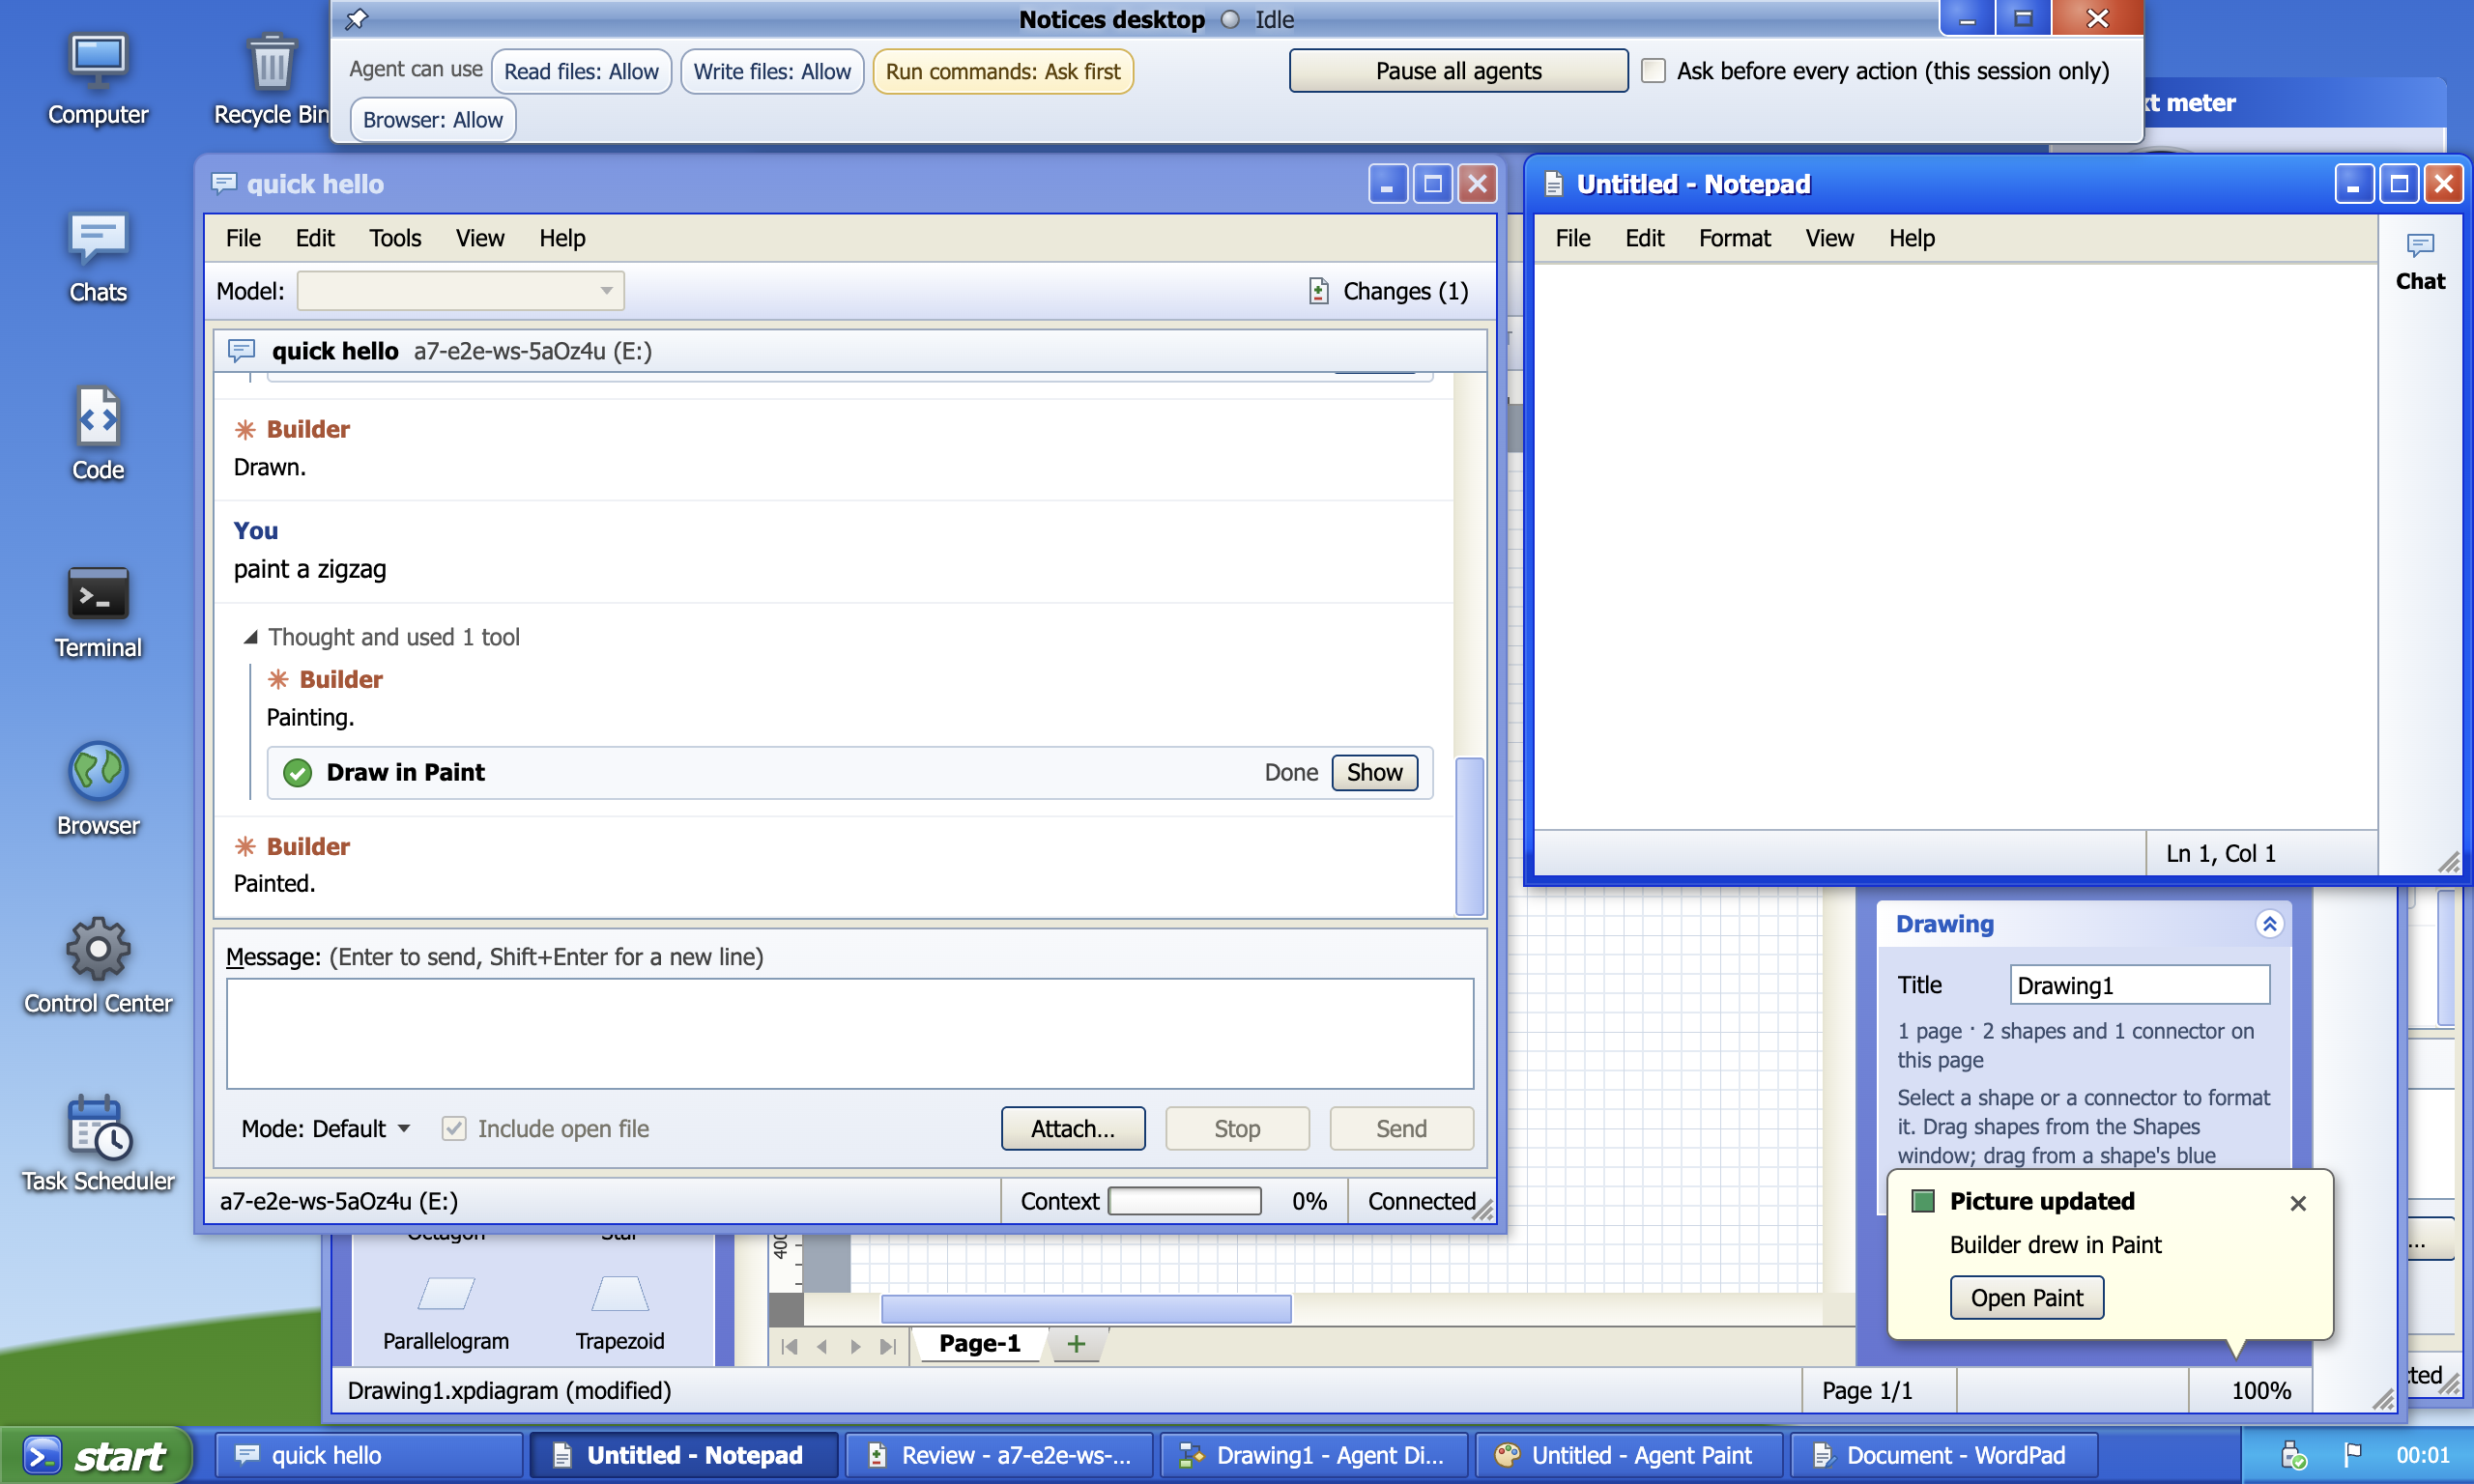 Notices desktop Idle
Agent can use Read files: Allow Write files: Allow Run commands: Ask first
Browser: Allow
Pause all agents Ask before every action (this session only)
Computer
Recycle Bin
Chats
Code
Terminal
Browser
Control Center
Task Scheduler
meter
quick hello
File Edit Tools View Help
Model: Changes (1)
quick hello a7-e2e-ws-5aOz4u (E:)
Builder
Drawn.
You
paint a zigzag
Thought and used 1 tool
Builder
Painting.
Draw in Paint Done Show
Builder
Painted.
Message: (Enter to send, Shift+Enter for a new line)
Mode: Default Include open file Attach... Stop Send
a7-e2e-ws-5aOz4u (E:) Context 0% Connected
Untitled - Notepad
File Edit Format View Help
Chat
Ln 1, Col 1
Drawing
Title Drawing1
1 page · 2 shapes and 1 connector on
this page
Select a shape or a connector to format
it. Drag shapes from the Shapes
window; drag from a shape's blue
Picture updated
Builder drew in Paint
Open Paint
Octagon Star
Parallelogram Trapezoid
400
Page-1
Drawing1.xpdiagram (modified) Page 1/1 100%
start quick hello Untitled - Notepad Review - a7-e2e-ws-... Drawing1 - Agent Di... Untitled - Agent Paint Document - WordPad 00:01